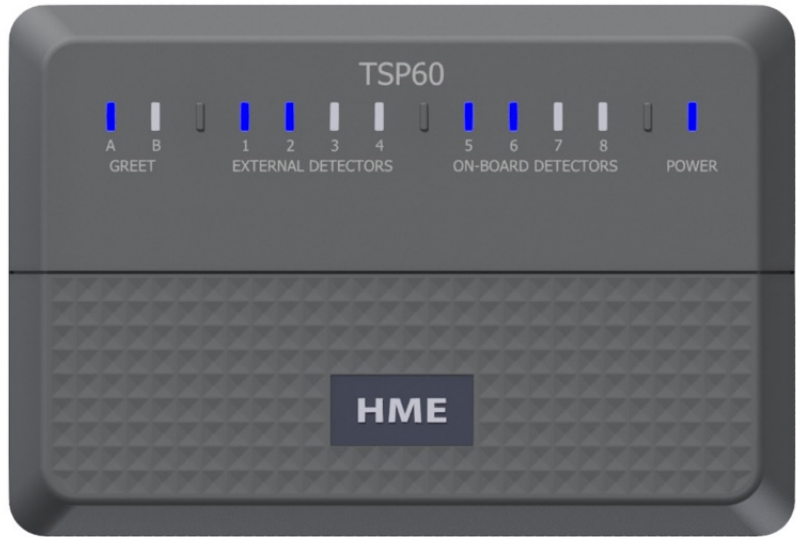 TSP60
A B 1 2 3 4 5 6 7 8
GREET EXTERNAL DETECTORS ON-BOARD DETECTORS POWER
HME